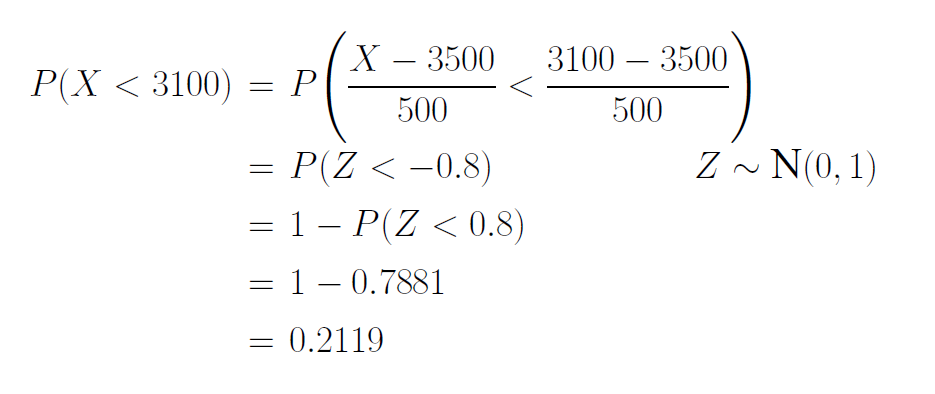 P(X < 3100) = P((X − 3500)/500 < (3100 − 3500)/500)
= P(Z < −0.8) Z ∼ N(0, 1)
= 1 − P(Z < 0.8)
= 1 − 0.7881
= 0.2119